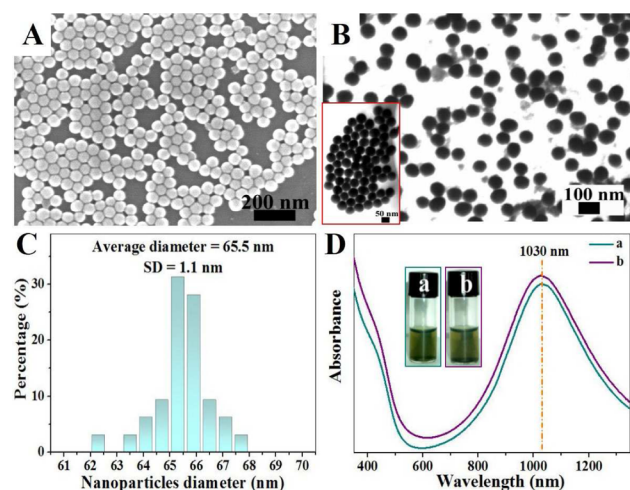 A
200 nm
B
50 nm
100 nm
C
Average diameter = 65.5 nm
SD = 1.1 nm
Percentage (%)
30
20
10
0
61 62 63 64 65 66 67 68 69 70
Nanoparticles diameter (nm)
D
1030 nm
a
b
a
b
Absorbance
400 600 800 1000 1200
Wavelength (nm)